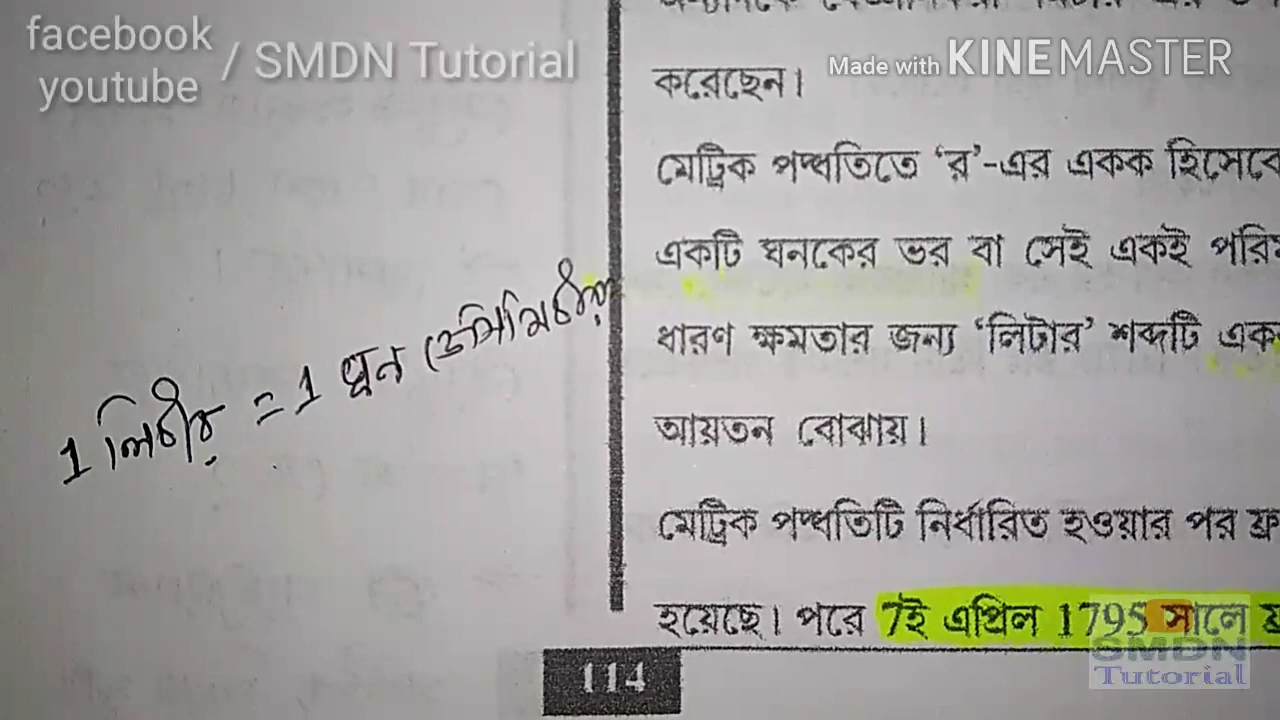 facebook
youtube / SMDN Tutorial
Made with KINEMASTER
করেছেন।
মেট্রিক পদ্ধতিতে ‘র’-এর একক হিসেবে
একটি ঘনকের ভর বা সেই একই
ধারণ ক্ষমতার জন্য ‘লিটার’ শব্দটি
আয়তন বোঝায়।
মেট্রিক পদ্ধতিটি নির্ধারিত হওয়ার পর
হয়েছে। পরে 7ই এপ্রিল 1795 সালে
1 লিটার = 1 ঘন ডেসিমিটার
114
SMDN
Tutorial